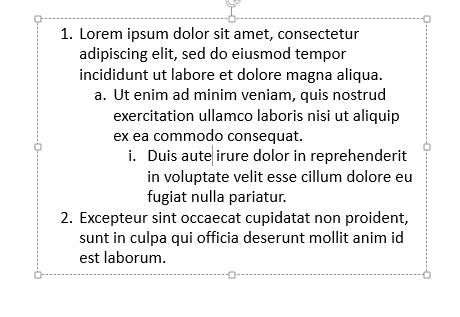 1. Lorem ipsum dolor sit amet, consectetur
adipiscing elit, sed do eiusmod tempor
incididunt ut labore et dolore magna aliqua.
a. Ut enim ad minim veniam, quis nostrud
exercitation ullamco laboris nisi ut aliquip
ex ea commodo consequat.
i. Duis aute irure dolor in reprehenderit
in voluptate velit esse cillum dolore eu
fugiat nulla pariatur.
2. Excepteur sint occaecat cupidatat non proident,
sunt in culpa qui officia deserunt mollit anim id
est laborum.